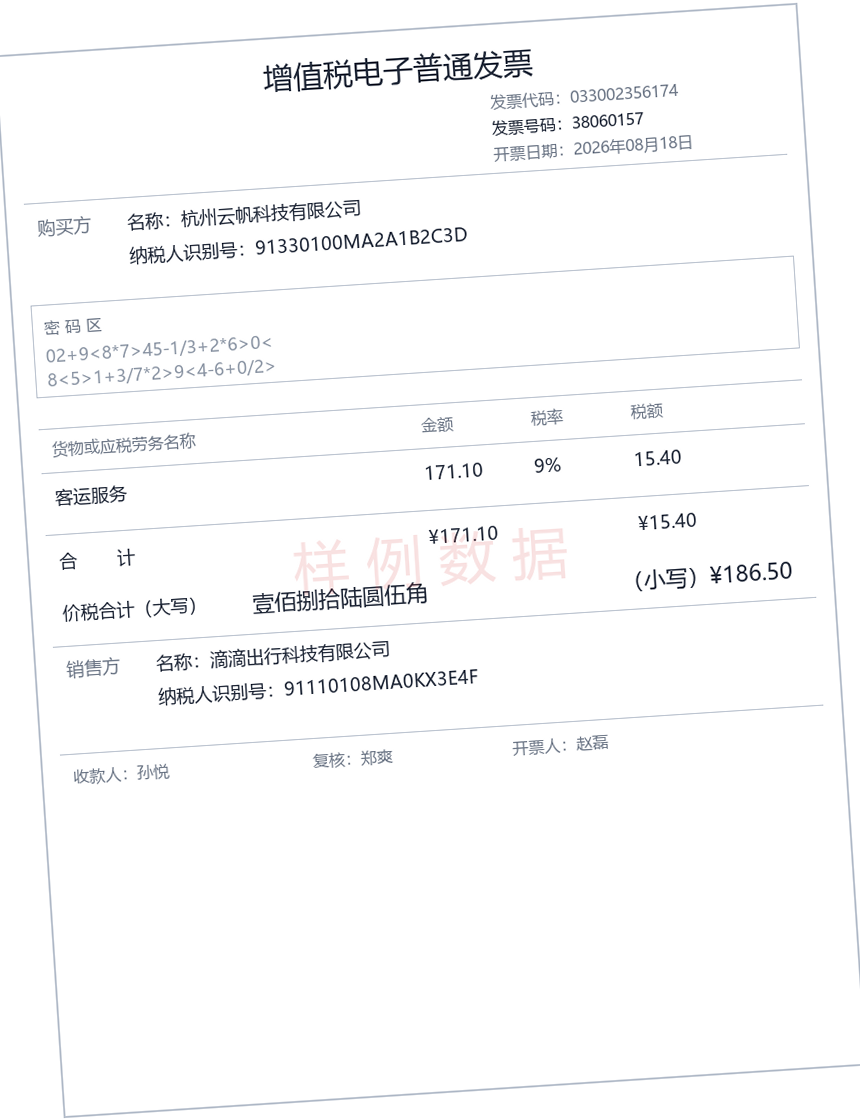 增值税电子普通发票
发票代码：033002356174
发票号码：38060157
开票日期：2026年08月18日
购买方 名称：杭州云帆科技有限公司
纳税人识别号：91330100MA2A1B2C3D
密 码 区
02+9<8*7>45-1/3+2*6>0<
8<5>1+3/7*2>9<4-6+0/2>
货物或应税劳务名称 金额 税率 税额
客运服务 171.10 9% 15.40
合 计 ¥171.10 ¥15.40
样例数据
价税合计（大写） 壹佰捌拾陆圆伍角 （小写）¥186.50
销售方 名称：滴滴出行科技有限公司
纳税人识别号：91110108MA0KX3E4F
收款人：孙悦 复核：郑爽 开票人：赵磊